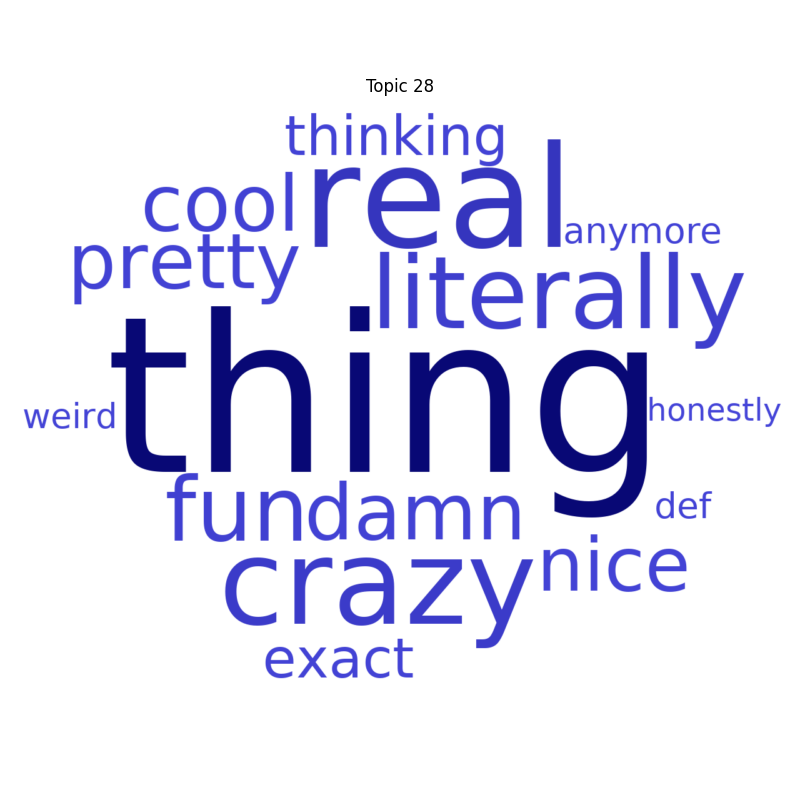 Topic 28
thinking
cool real
anymore
pretty
literally
thing
weird
honestly
fun damn
def
crazy nice
exact